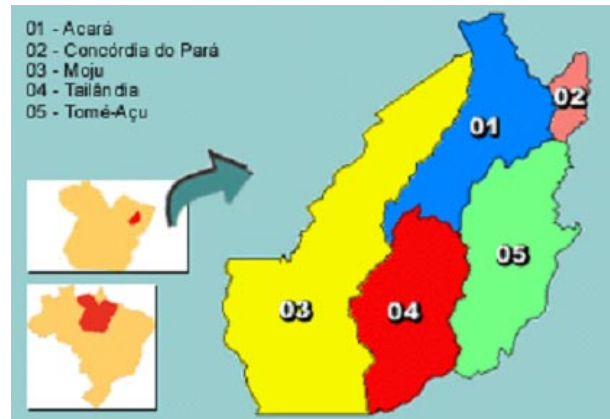 01 - Acará
02 - Concórdia do Pará
03 - Moju
04 - Tailândia
05 - Tomé-Açu
02
01
05
03
04